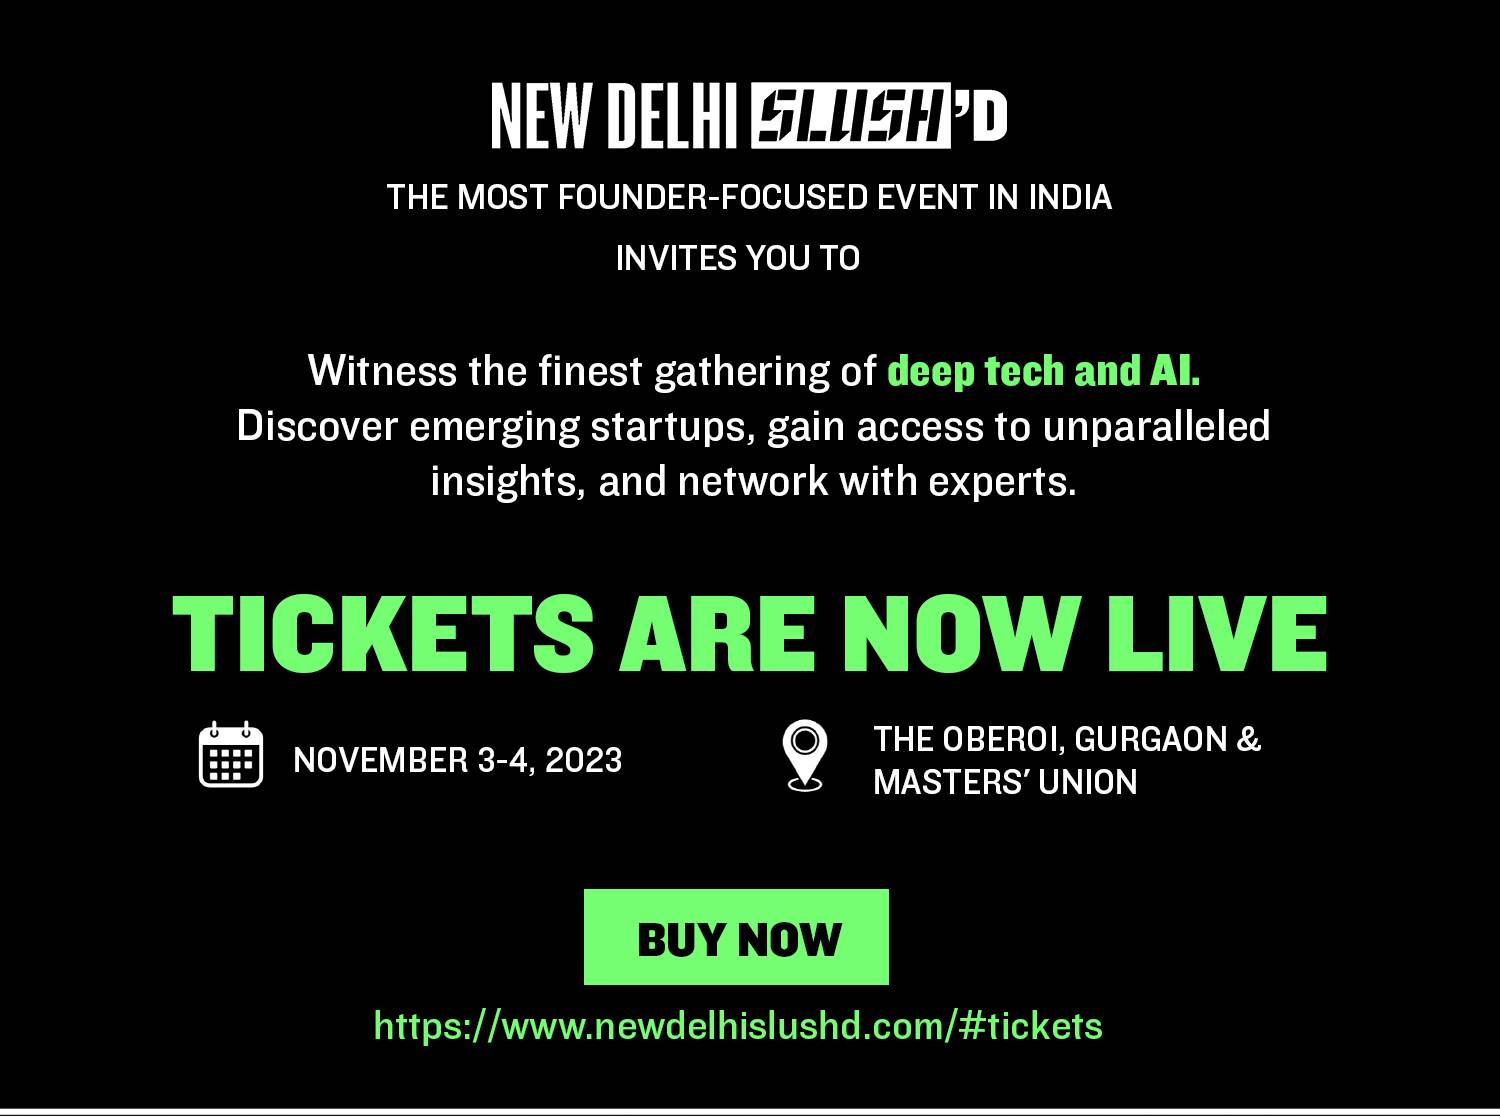 NEW DELHI SLUSH'D
THE MOST FOUNDER-FOCUSED EVENT IN INDIA
INVITES YOU TO
Witness the finest gathering of deep tech and AI.
Discover emerging startups, gain access to unparalleled
insights, and network with experts.
TICKETS ARE NOW LIVE
NOVEMBER 3-4, 2023
THE OBEROI, GURGAON &
MASTERS' UNION
BUY NOW
https://www.newdelhislushd.com/#tickets